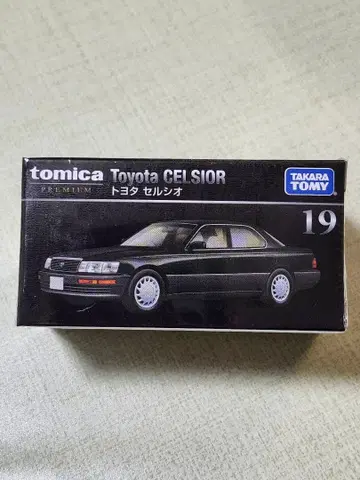 tomica
PREMIUM
Toyota CELSIOR
トヨタ セルシオ
TAKARA
TOMY
19